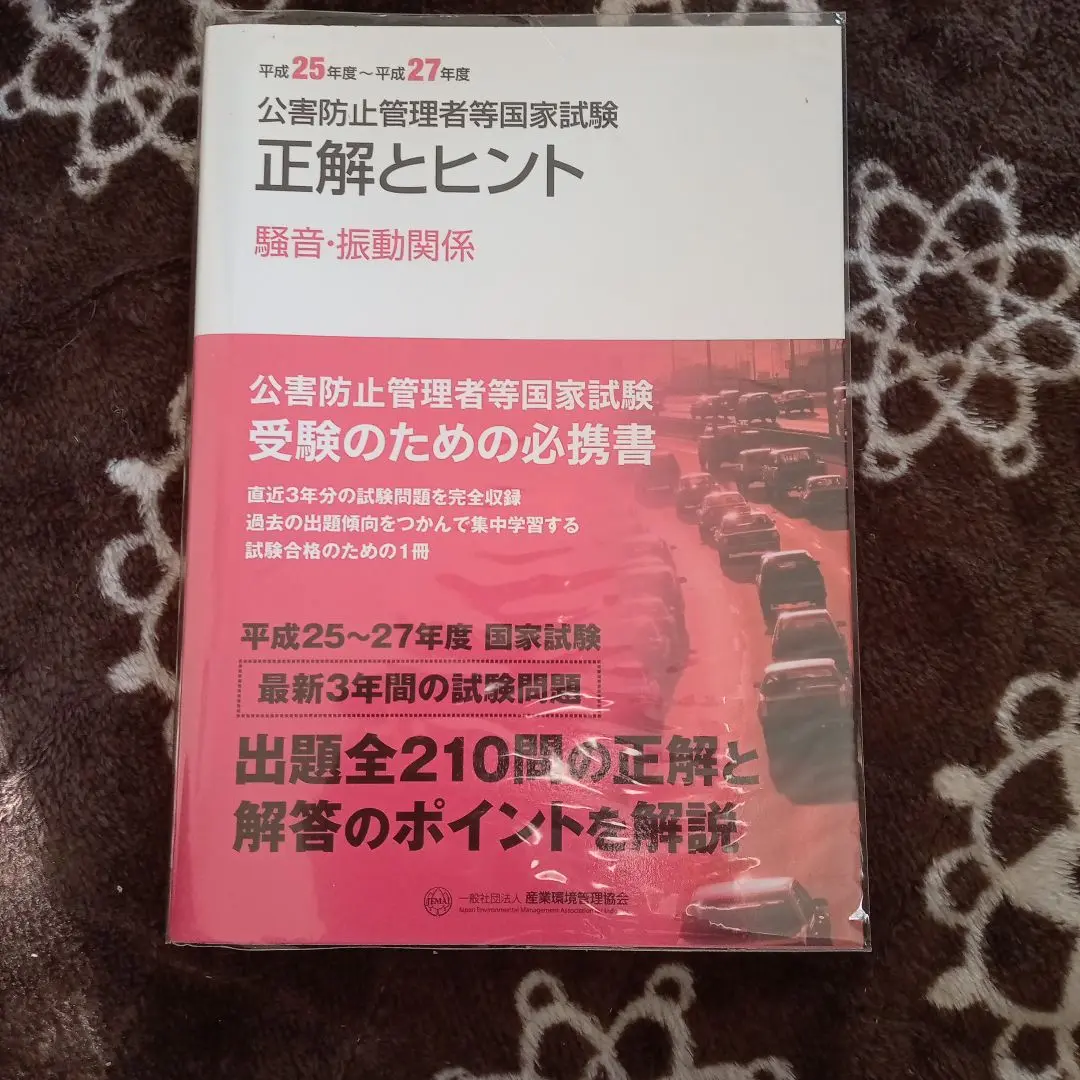 平成25年度～平成27年度
公害防止管理者等国家試験
正解とヒント
騒音・振動関係
公害防止管理者等国家試験
受験のための必携書
直近3年分の試験問題を完全収録
過去の出題傾向をつかんで集中学習する
試験合格のための1冊
平成25～27年度 国家試験
最新3年間の試験問題
出題全210問の正解と
解答のポイントを解説
JEMAI 一般社団法人 産業環境管理協会
Japan Environmental Management Association for Ind